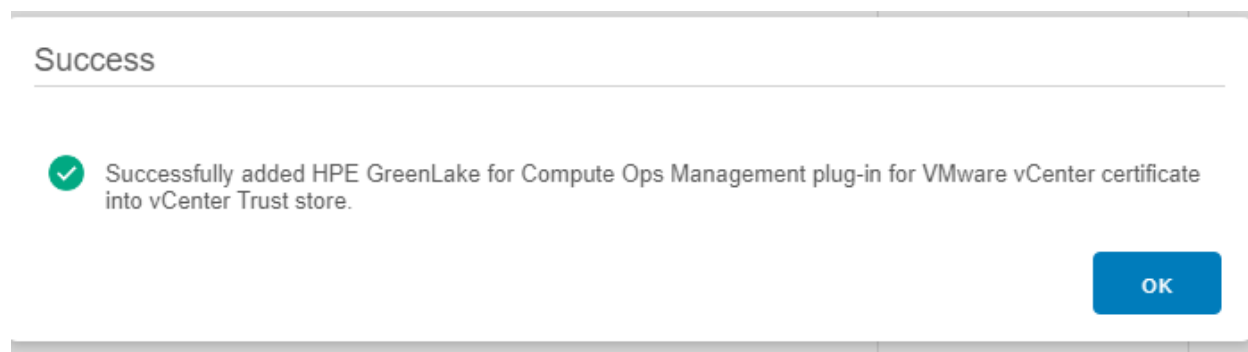 Success
Successfully added HPE GreenLake for Compute Ops Management plug-in for VMware vCenter certificate
into vCenter Trust store.
OK